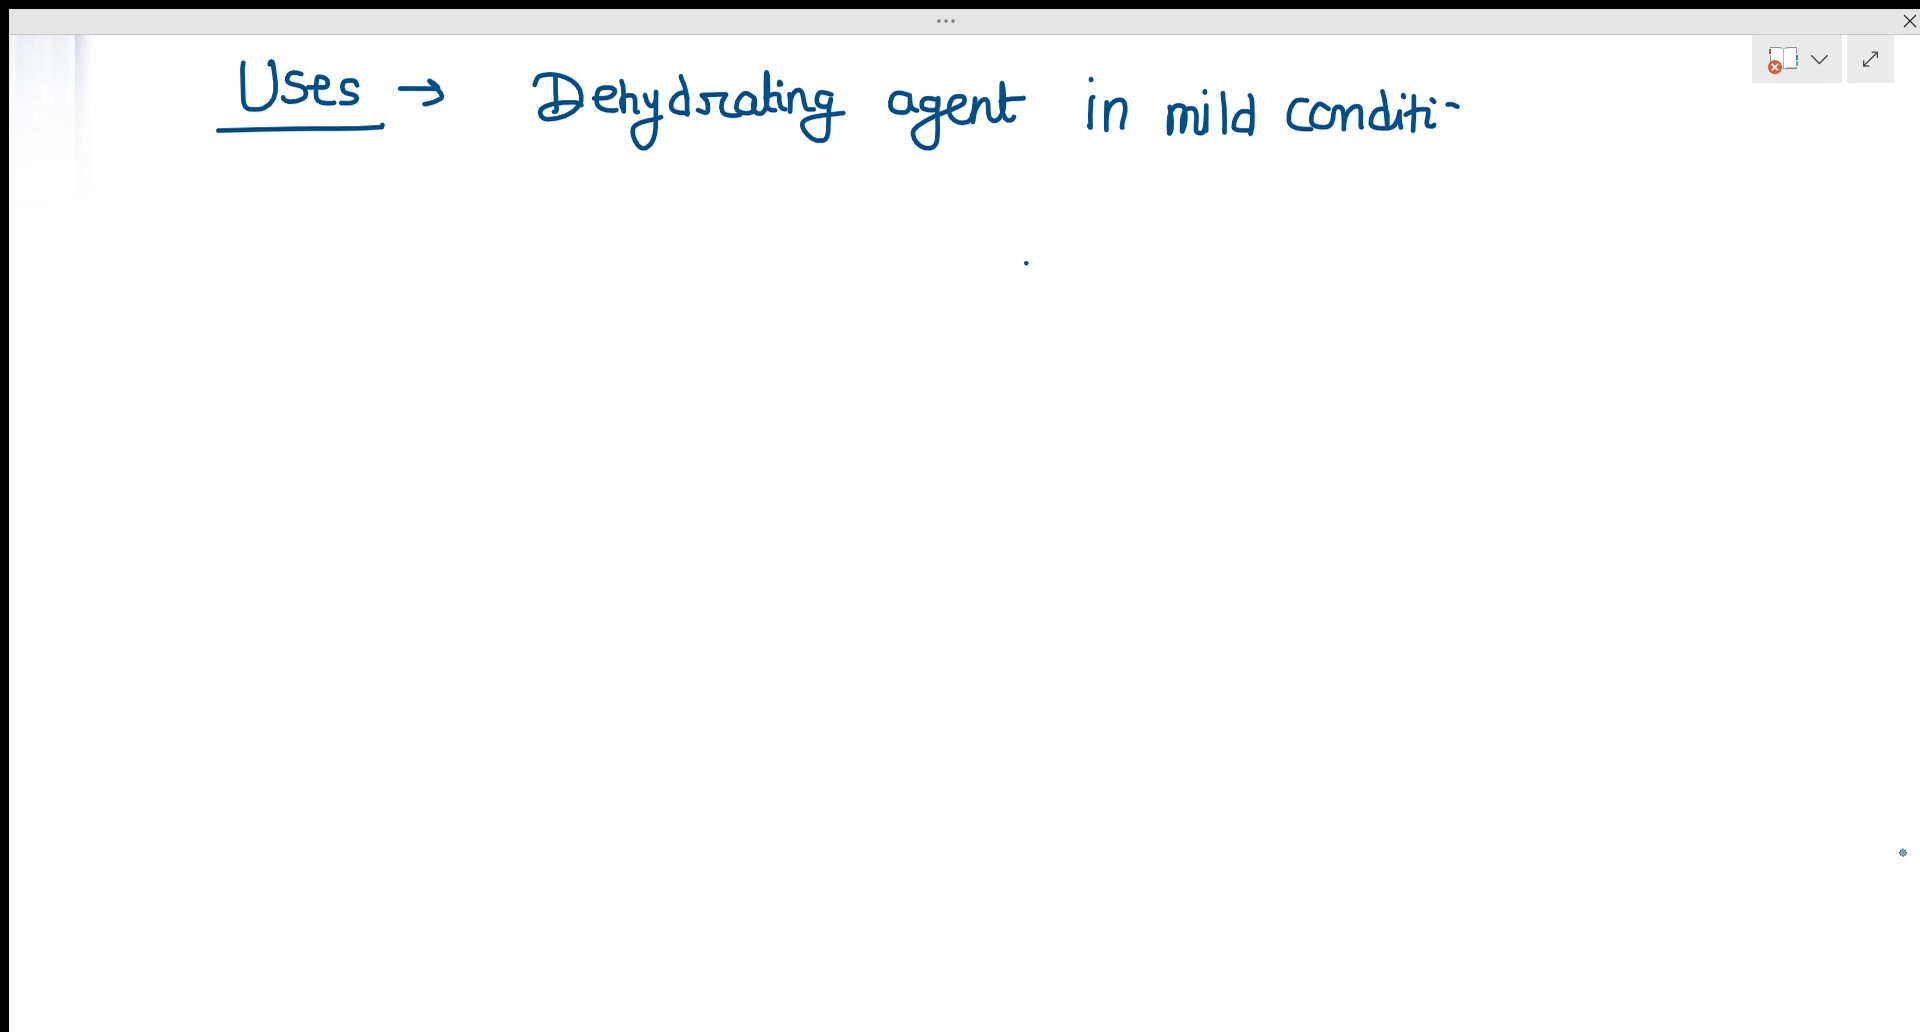 Uses → Dehydrating agent in mild conditi-